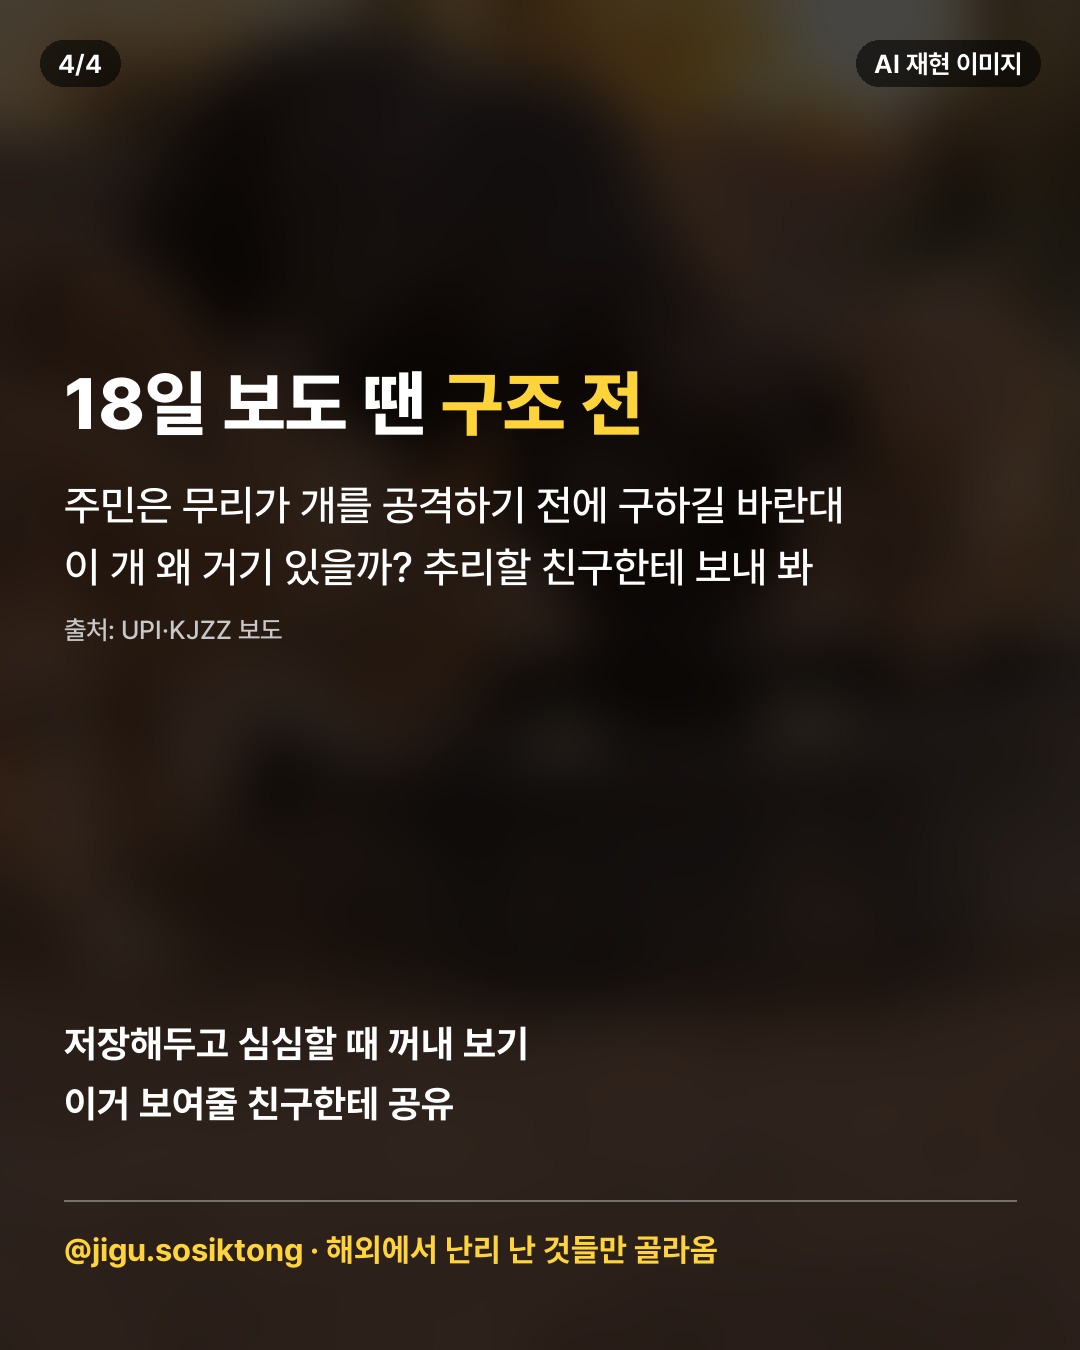 4/4
AI 재현 이미지
18일 보도 땐 구조 전
주민은 무리가 개를 공격하기 전에 구하길 바란대
이 개 왜 거기 있을까? 추리할 친구한테 보내 봐
출처: UPI·KJZZ 보도
저장해두고 심심할 때 꺼내 보기
이거 보여줄 친구한테 공유
@jigu.sosiktong · 해외에서 난리 난 것들만 골라옴